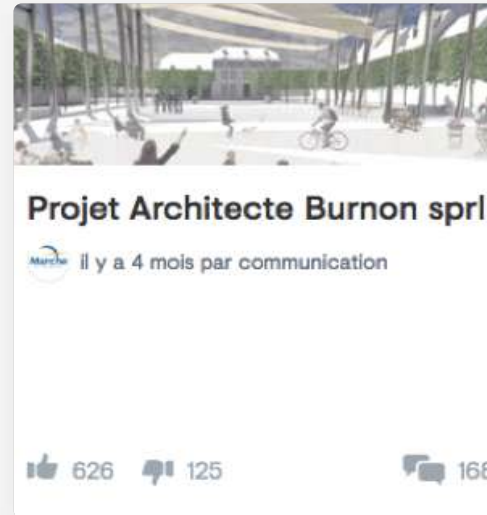 Projet Architecte Burnon sprl
Marche il y a 4 mois par communication
626 125 168